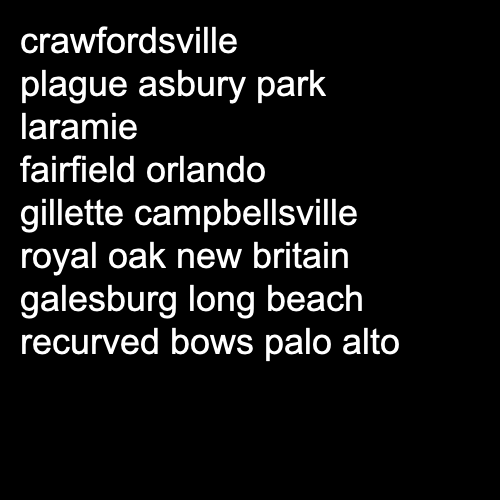 crawfordsville
plague asbury park
laramie
fairfield orlando
gillette campbellsville
royal oak new britain
galesburg long beach
recurved bows palo alto